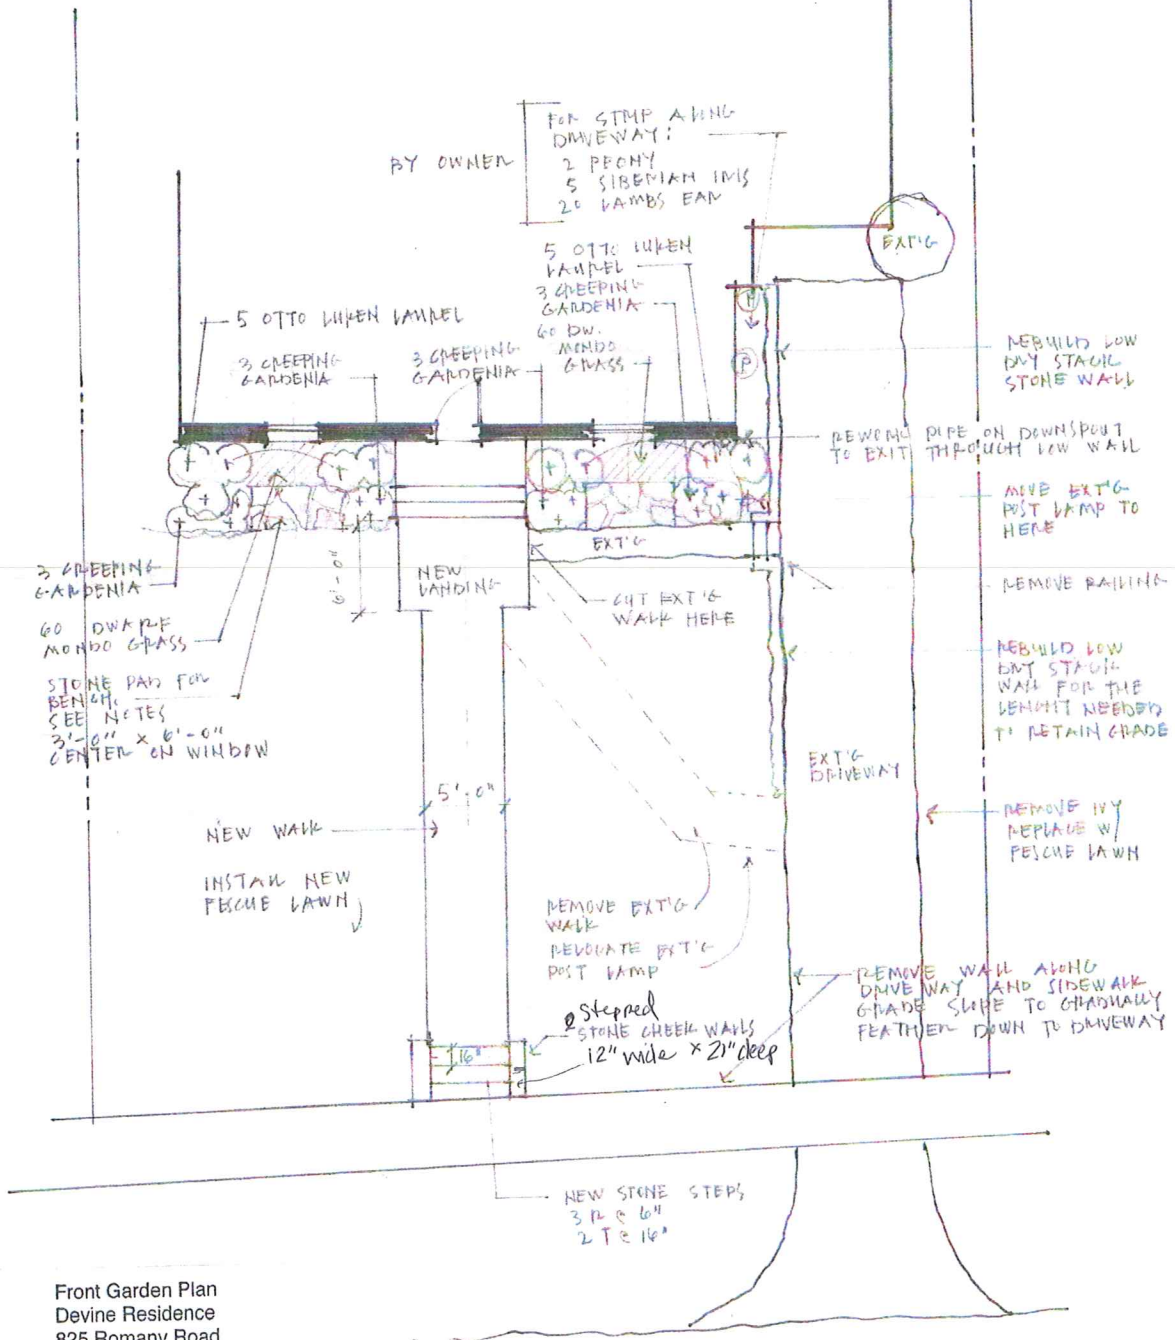 FOR STRIP ALONG
DRIVEWAY:
BY OWNER
2 PEONY
5 SIBERIAN IRIS
20 LAMBS EAR
EXT'G
5 OTTO LUKEN
LAUREL
3 CREEPING
GARDENIA
60 DW.
MONDO
GRASS
5 OTTO LUKEN LAUREL
3 CREEPING
GARDENIA
3 CREEPING
GARDENIA
P
P
REBUILD LOW
DRY STACK
STONE WALL
REWORK PIPE ON DOWNSPOUT
TO EXIT THROUGH LOW WALL
MOVE EXT'G
POST LAMP TO
HERE
EXT'G
3 CREEPING
GARDENIA
NEW
LANDING
6'-0"
CUT EXT'G
WALK HERE
REMOVE RAILING
60 DWARF
MONDO GRASS
STONE PAD FOR
BENCH.
SEE NOTES
3'-0" x 6'-0"
CENTER ON WINDOW
REBUILD LOW
DRY STACK
WALL FOR THE
LENGHT NEEDED
TO RETAIN GRADE
EXT'G
DRIVEWAY
5'-0"
NEW WALK
REMOVE IVY
REPLACE W/
FESCUE LAWN
INSTALL NEW
FESCUE LAWN
REMOVE EXT'G
WALK
RELOCATE EXT'G
POST LAMP
REMOVE WALL ALONG
DRIVEWAY AND SIDEWALK
GRADE SLOPE TO GRADUALLY
FEATHER DOWN TO DRIVEWAY
Stepped
STONE CHEEK WALLS
12" wide x 21" deep
16"
NEW STONE STEPS
3 R @ 6"
2 T @ 16"
Front Garden Plan
Devine Residence
825 Romany Road